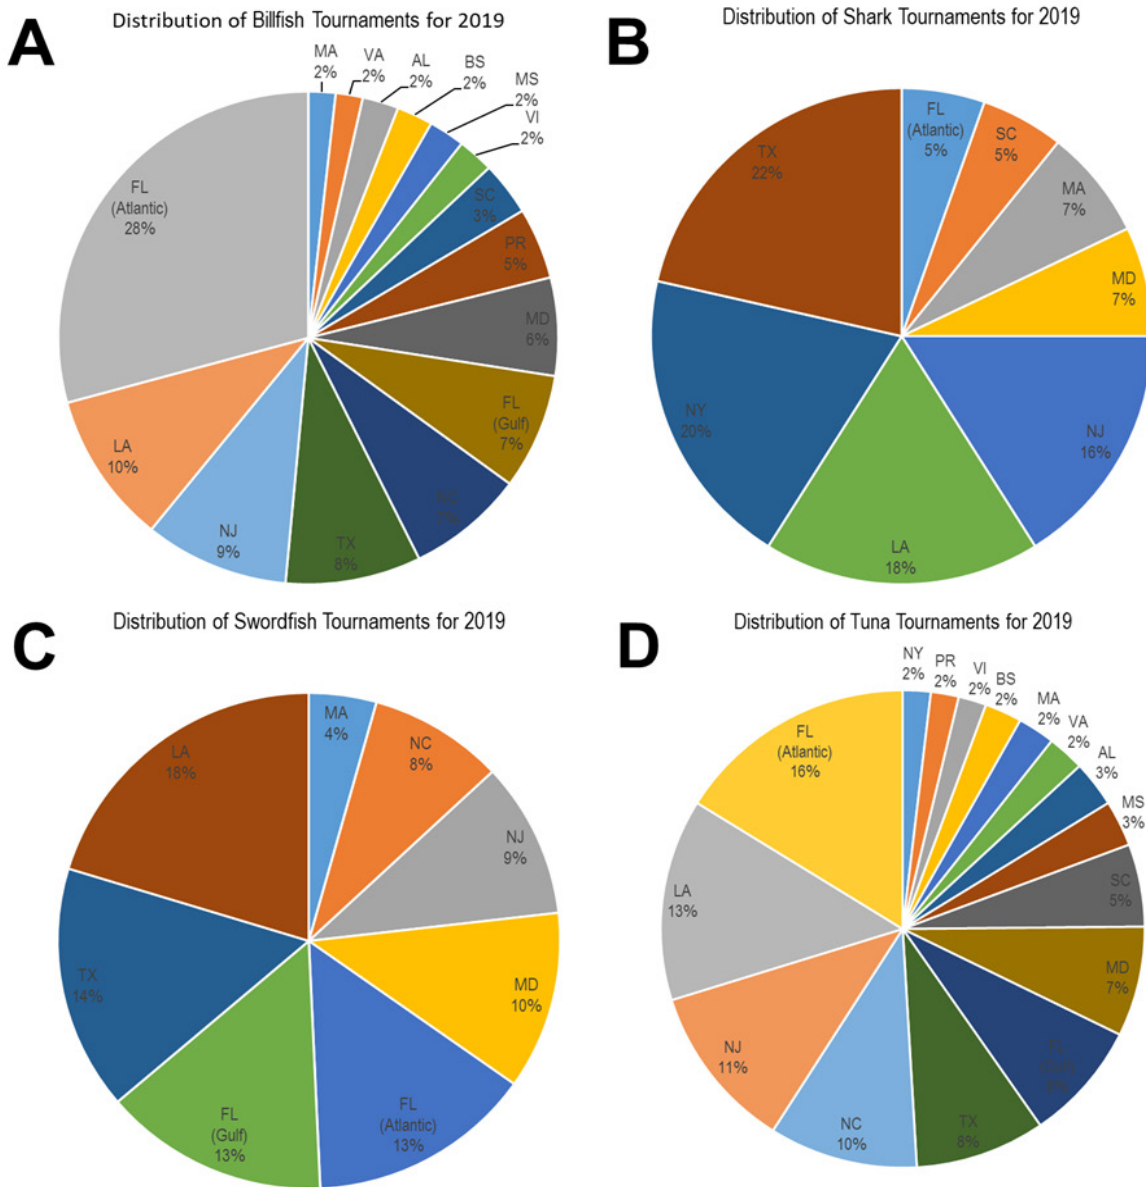 A
Distribution of Billfish Tournaments for 2019
MA
2%
VA
2%
AL
2%
BS
2%
MS
2%
VI
2%
SC
3%
PR
5%
MD
6%
FL
(Gulf)
7%
NC
7%
TX
8%
NJ
9%
LA
10%
FL
(Atlantic)
28%
B
Distribution of Shark Tournaments for 2019
FL
(Atlantic)
5%
SC
5%
MA
7%
MD
7%
NJ
16%
LA
18%
NY
20%
TX
22%
C
Distribution of Swordfish Tournaments for 2019
MA
4%
NC
8%
NJ
9%
MD
10%
FL
(Atlantic)
13%
FL
(Gulf)
13%
TX
14%
LA
18%
D
Distribution of Tuna Tournaments for 2019
NY
2%
PR
2%
VI
2%
BS
2%
MA
2%
VA
2%
AL
3%
MS
3%
SC
5%
MD
7%
FL
(Gulf)
TX
8%
NC
10%
NJ
11%
LA
13%
FL
(Atlantic)
16%